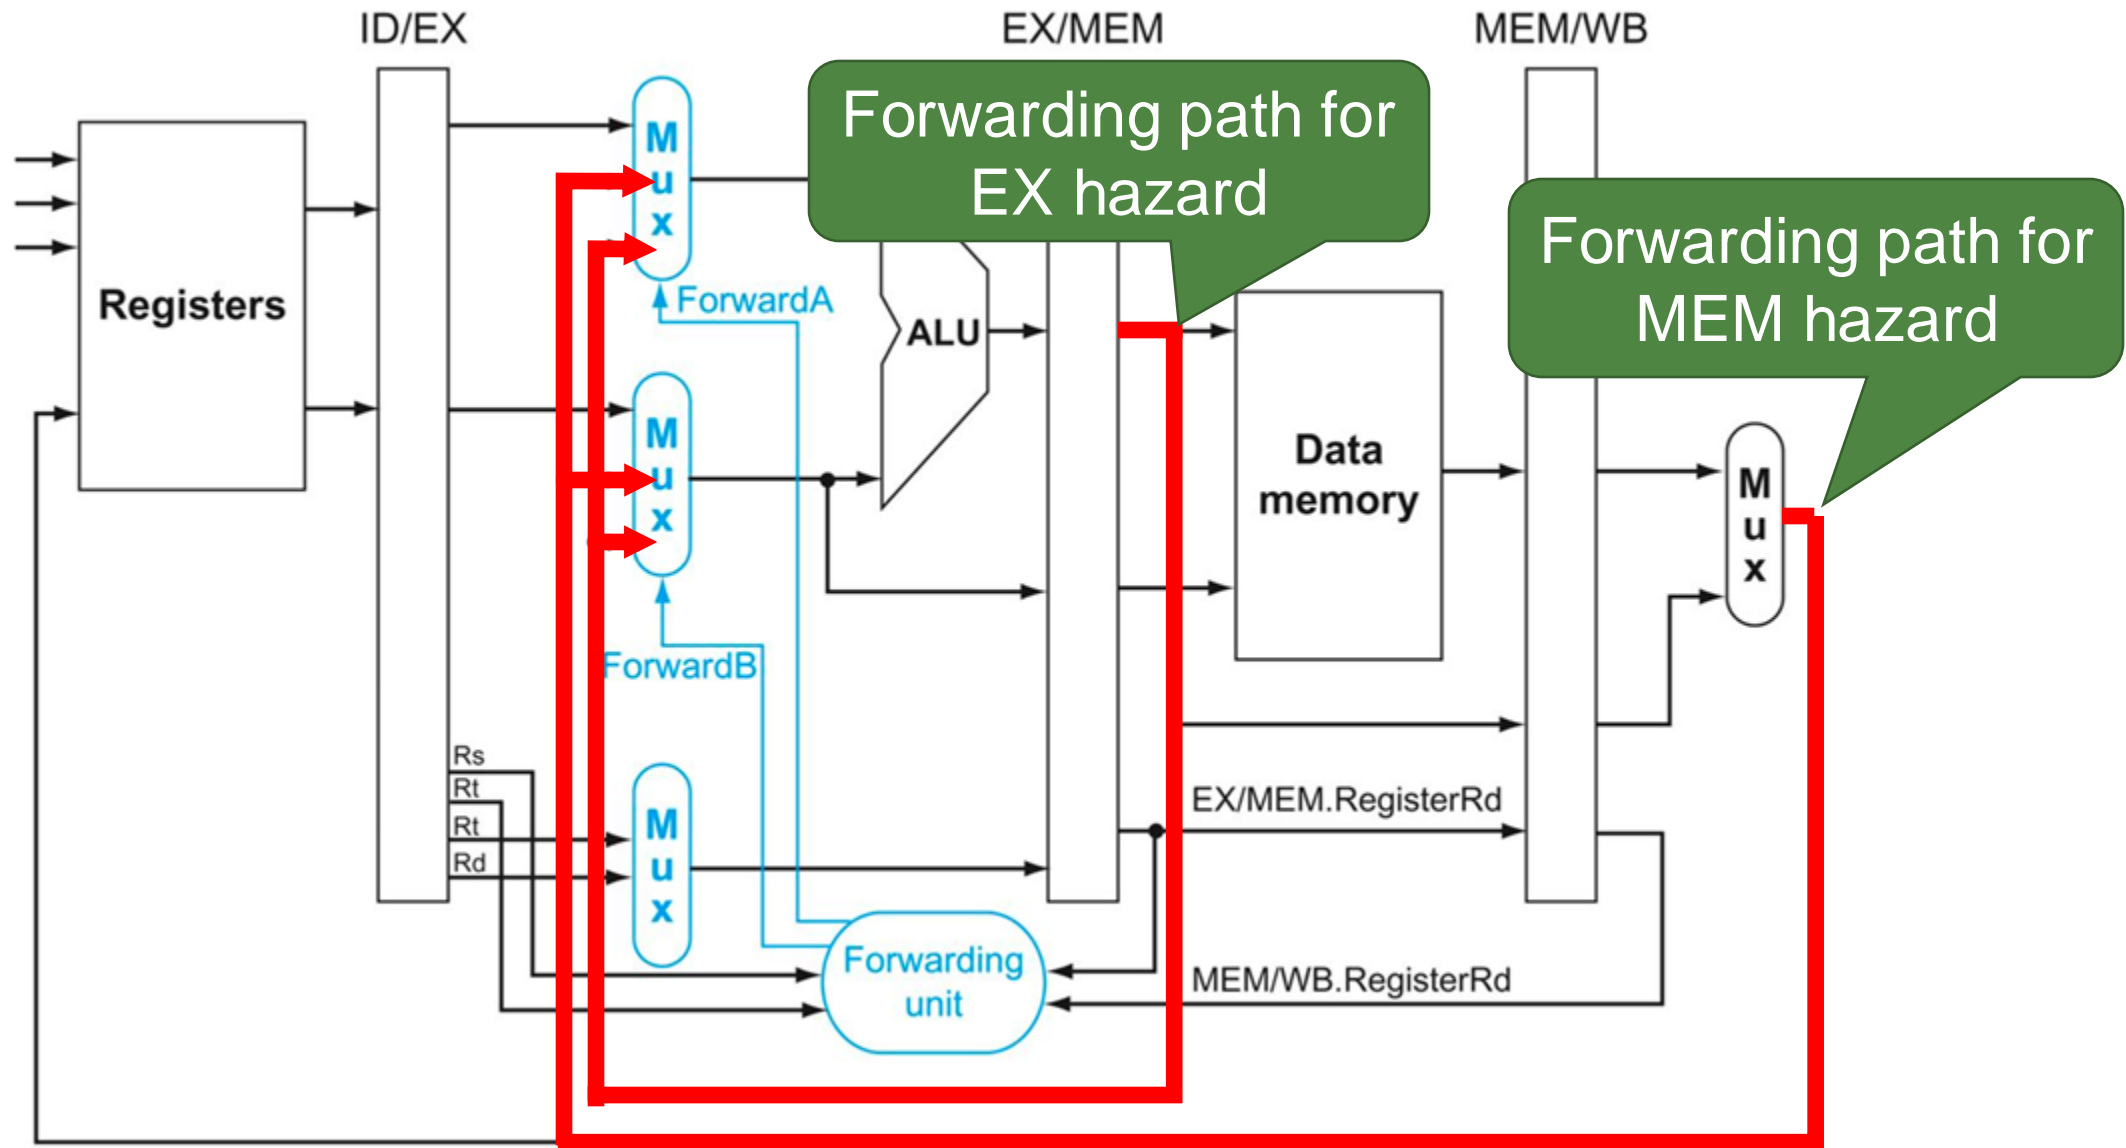 ID/EX
EX/MEM
MEM/WB
Forwarding path for
EX hazard
Forwarding path for
MEM hazard
Registers
M
u
x
ForwardA
ALU
M
u
x
ForwardB
Data
memory
M
u
x
Rs
Rt
Rt
Rd
M
u
x
EX/MEM.RegisterRd
Forwarding
unit
MEM/WB.RegisterRd